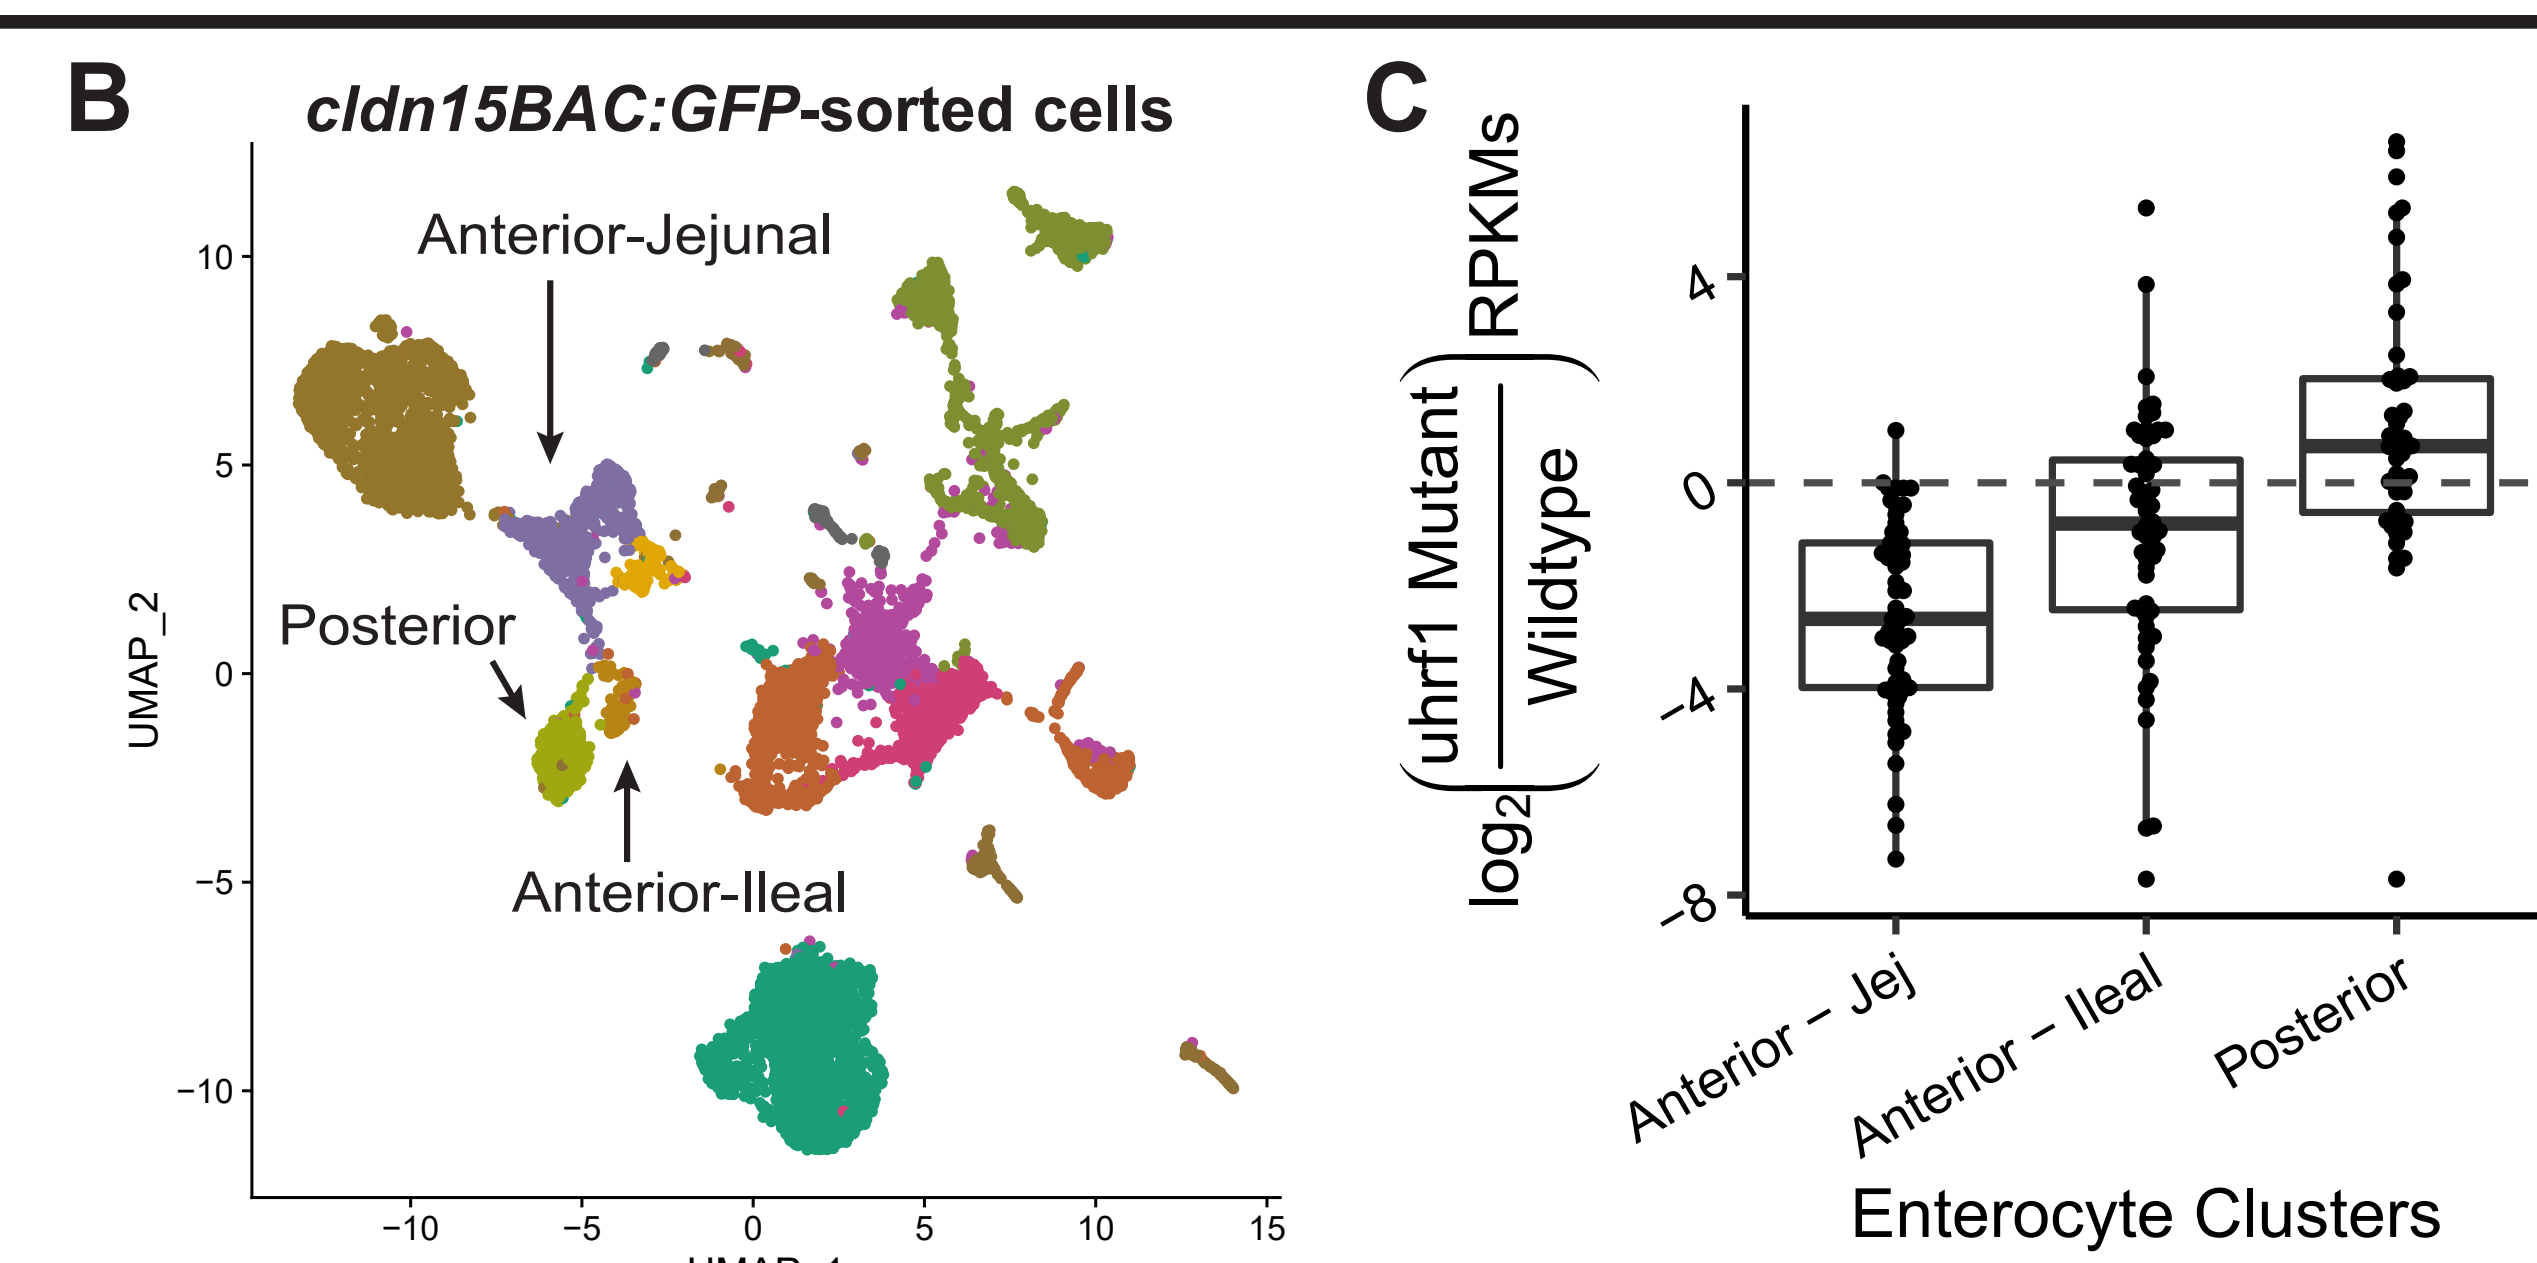 B
cldn15BAC:GFP-sorted cells
Anterior-Jejunal
Posterior
Anterior-Ileal
UMAP_2
10
5
0
−5
−10
−10
−5
0
5
10
15
C
log2 (uhrf1 Mutant / Wildtype) RPKMs
4
0
−4
−8
Anterior − Jej
Anterior − Ileal
Posterior
Enterocyte Clusters